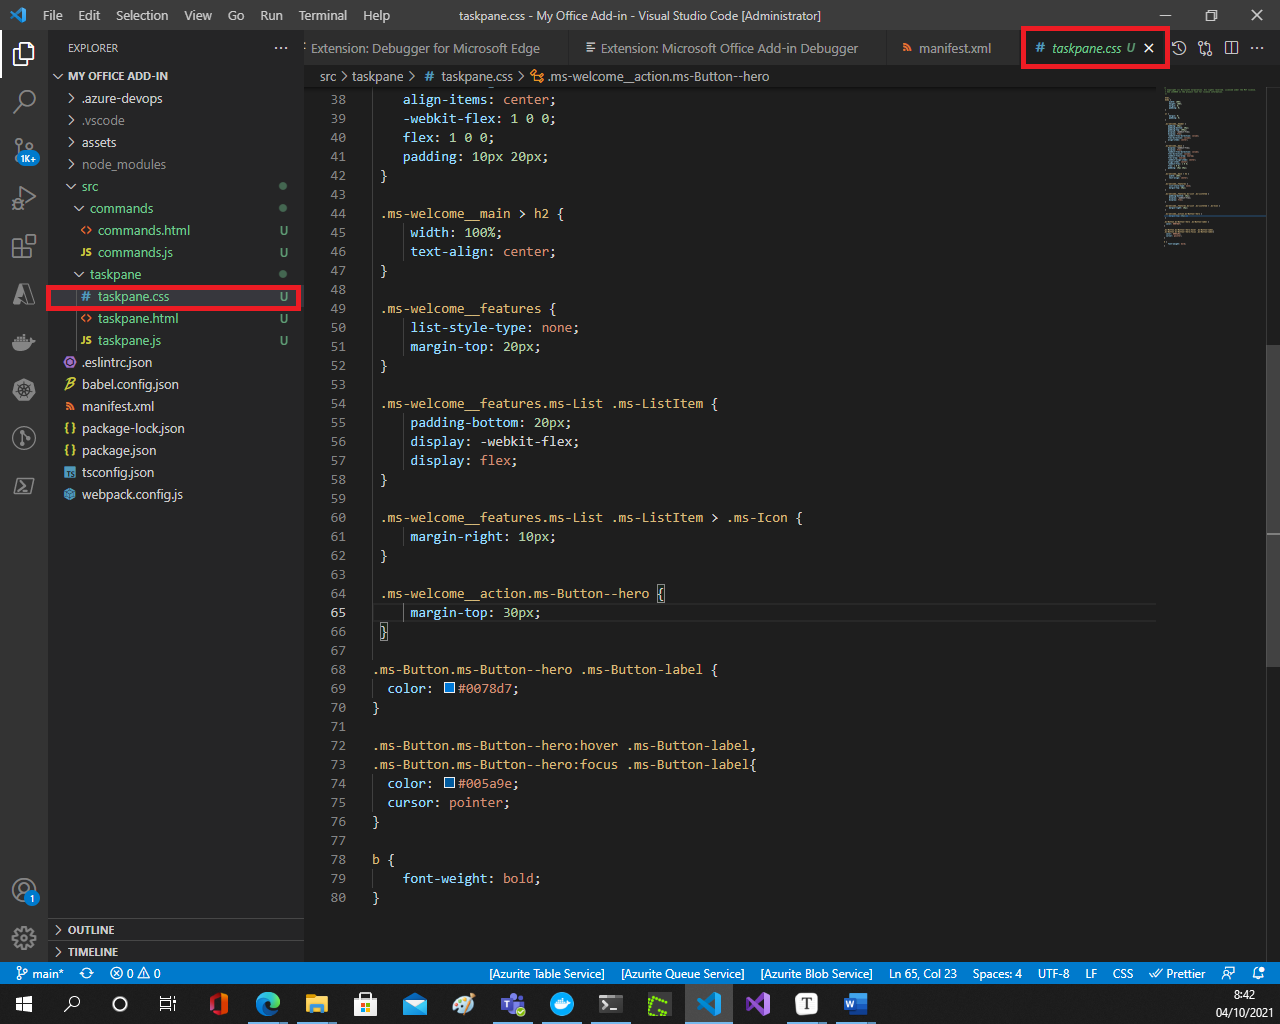 File Edit Selection View Go Run Terminal Help
taskpane.css - My Office Add-in - Visual Studio Code [Administrator]
EXPLORER
Extension: Debugger for Microsoft Edge
Extension: Microsoft Office Add-in Debugger
manifest.xml
# taskpane.css U
src > taskpane > # taskpane.css > .ms-welcome__action.ms-Button--hero
MY OFFICE ADD-IN
.azure-devops
.vscode
assets
node_modules
src
commands
commands.html U
JS commands.js U
taskpane
# taskpane.css U
taskpane.html U
JS taskpane.js U
.eslintrc.json
babel.config.json
manifest.xml
{} package-lock.json
{} package.json
TS tsconfig.json
webpack.config.js
1K+
1
OUTLINE
TIMELINE
38 align-items: center;
39 -webkit-flex: 1 0 0;
40 flex: 1 0 0;
41 padding: 10px 20px;
42 }
43
44 .ms-welcome__main > h2 {
45 width: 100%;
46 text-align: center;
47 }
48
49 .ms-welcome__features {
50 list-style-type: none;
51 margin-top: 20px;
52 }
53
54 .ms-welcome__features.ms-List .ms-ListItem {
55 padding-bottom: 20px;
56 display: -webkit-flex;
57 display: flex;
58 }
59
60 .ms-welcome__features.ms-List .ms-ListItem > .ms-Icon {
61 margin-right: 10px;
62 }
63
64 .ms-welcome__action.ms-Button--hero {
65 margin-top: 30px;
66 }
67
68 .ms-Button.ms-Button--hero .ms-Button-label {
69 color: #0078d7;
70 }
71
72 .ms-Button.ms-Button--hero:hover .ms-Button-label,
73 .ms-Button.ms-Button--hero:focus .ms-Button-label{
74 color: #005a9e;
75 cursor: pointer;
76 }
77
78 b {
79 font-weight: bold;
80 }
main* 0 0 [Azurite Table Service] [Azurite Queue Service] [Azurite Blob Service] Ln 65, Col 23 Spaces: 4 UTF-8 LF CSS Prettier
8:42
04/10/2021